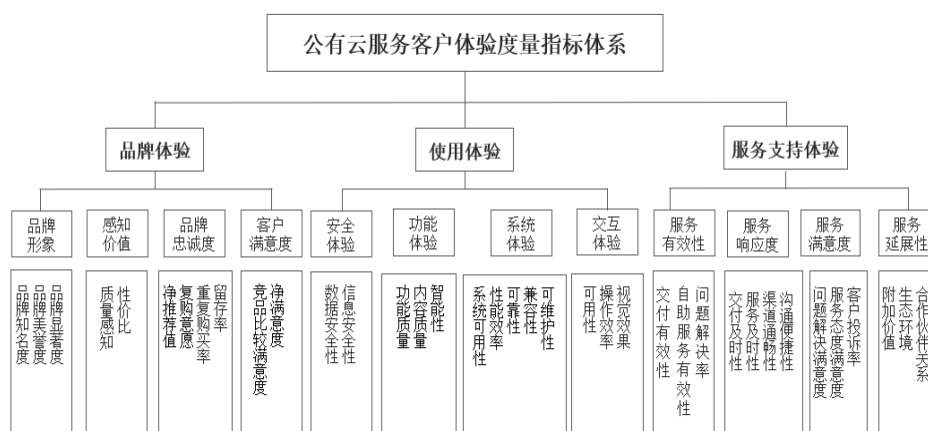 公有云服务客户体验度量指标体系
品牌体验
使用体验
服务支持体验
品牌
形象
感知
价值
品牌
忠诚度
客户
满意度
安全
体验
功能
体验
系统
体验
交互
体验
服务
有效性
服务
响应度
服务
满意度
服务
延展性
品牌知名度
品牌美誉度
品牌显著度
质量感知
性价比
净推荐值
复购意愿
重复购买率
留存率
竞品比较满意度
净满意度
数据安全性
信息安全性
功能质量
内容质量
智能性
系统可用性
性能效率
可靠性
兼容性
可维护性
可用性
操作效率
视觉效果
交付有效性
自助服务有效性
问题解决率
交付及时性
服务及时性
渠道通畅性
沟通便捷性
问题解决满意度
服务态度满意度
客户投诉率
附加价值
生态环境
合作伙伴关系